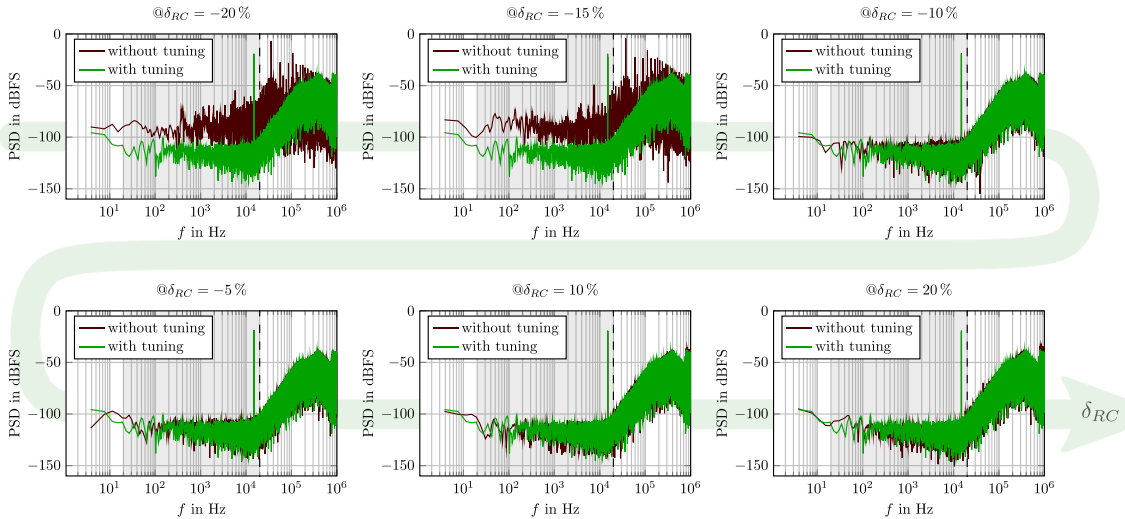 @δ_RC = −20 %
@δ_RC = −15 %
@δ_RC = −10 %
0
−50
−100
−150
PSD in dBFS
without tuning
with tuning
10^1 10^2 10^3 10^4 10^5 10^6
f in Hz
0
−50
−100
−150
PSD in dBFS
without tuning
with tuning
10^1 10^2 10^3 10^4 10^5 10^6
f in Hz
0
−50
−100
−150
PSD in dBFS
without tuning
with tuning
10^1 10^2 10^3 10^4 10^5 10^6
f in Hz
@δ_RC = −5 %
@δ_RC = 10 %
@δ_RC = 20 %
0
−50
−100
−150
PSD in dBFS
without tuning
with tuning
10^1 10^2 10^3 10^4 10^5 10^6
f in Hz
0
−50
−100
−150
PSD in dBFS
without tuning
with tuning
10^1 10^2 10^3 10^4 10^5 10^6
f in Hz
0
−50
−100
−150
PSD in dBFS
without tuning
with tuning
10^1 10^2 10^3 10^4 10^5 10^6
f in Hz
δ_RC